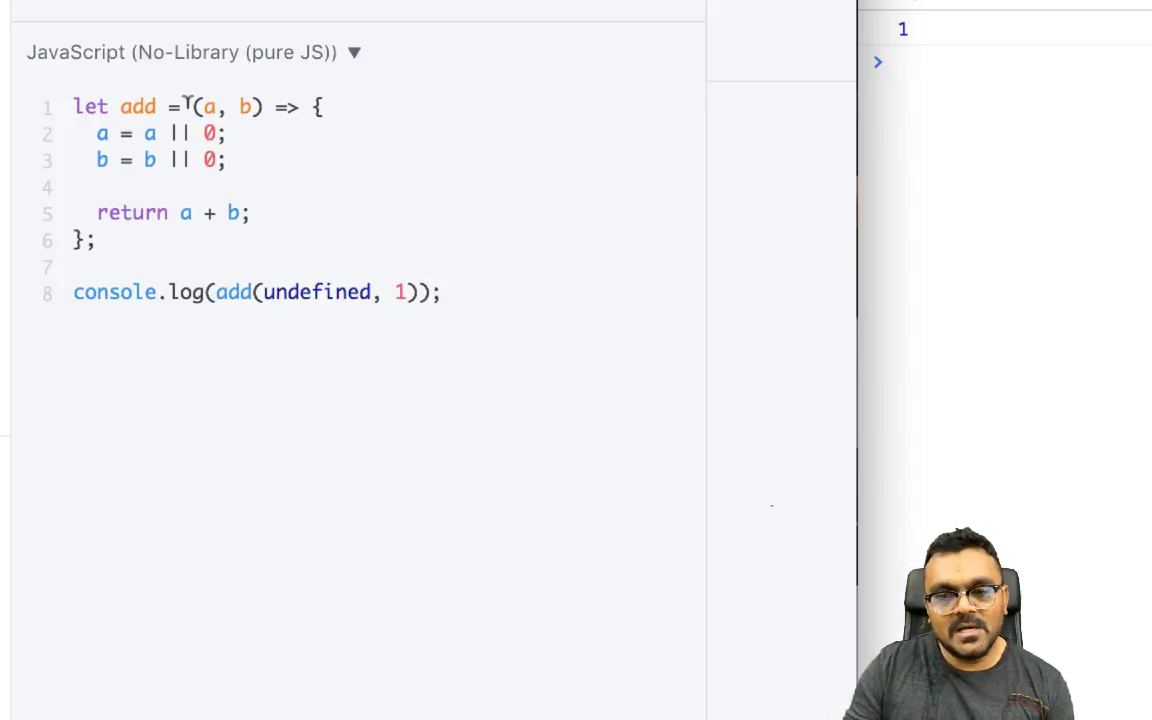 JavaScript (No-Library (pure JS)) ▼
1 let add = (a, b) => {
2 a = a || 0;
3 b = b || 0;
4
5 return a + b;
6 };
7
8 console.log(add(undefined, 1));
1
>